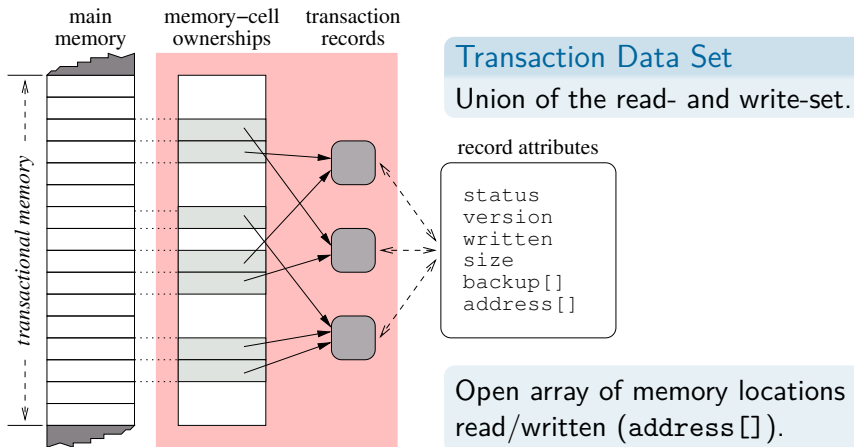 main
memory
memory−cell
ownerships
transaction
records
transactional memory
Transaction Data Set
Union of the read- and write-set.
record attributes
status
version
written
size
backup[]
address[]
Open array of memory locations
read/written (address[]).